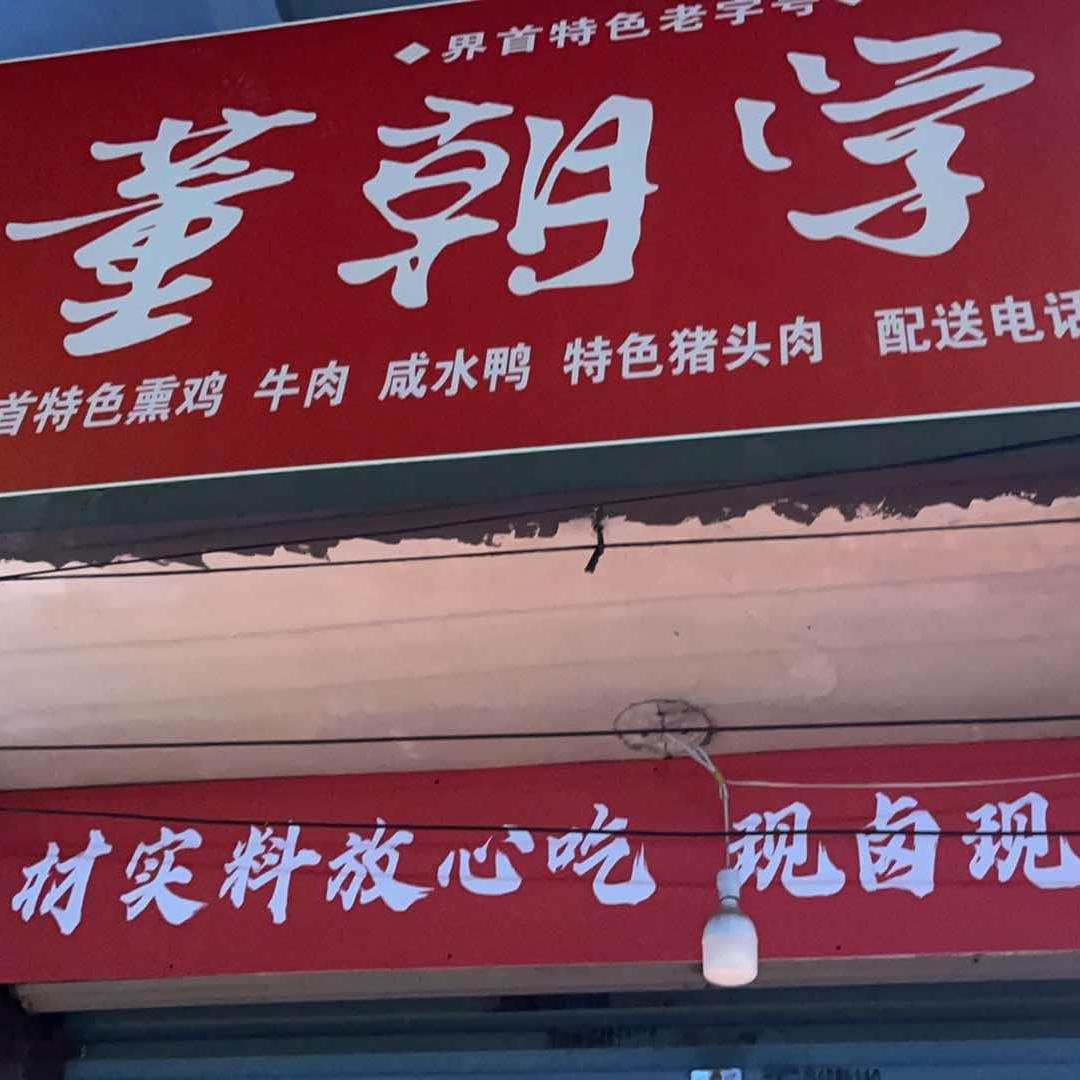 ◆界首特色老字号◆
董朝学
首特色熏鸡 牛肉 咸水鸭 特色猪头肉 配送电话
材实料放心吃 现卤现